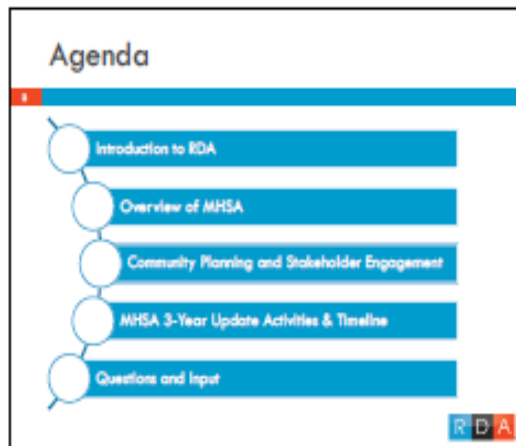 Agenda
Introduction to RDA
Overview of MHSA
Community Planning and Stakeholder Engagement
MHSA 3-Year Update Activities & Timeline
Questions and Input
RDA